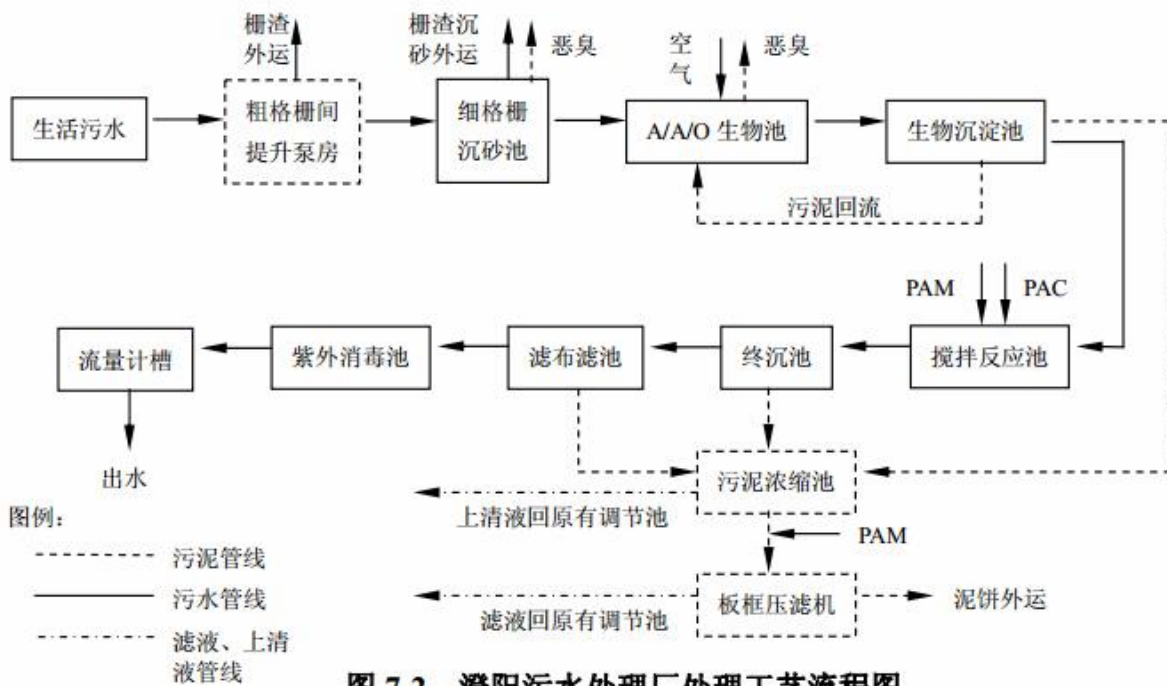 栅渣
外运
栅渣沉
砂外运
恶臭
空
气
恶臭
生活污水
粗格栅间
提升泵房
细格栅
沉砂池
A/A/O 生物池
生物沉淀池
污泥回流
PAM
PAC
流量计槽
紫外消毒池
滤布滤池
终沉池
搅拌反应池
出水
污泥浓缩池
上清液回原有调节池
PAM
图例：
污泥管线
污水管线
滤液、上清
液管线
板框压滤机
泥饼外运
滤液回原有调节池